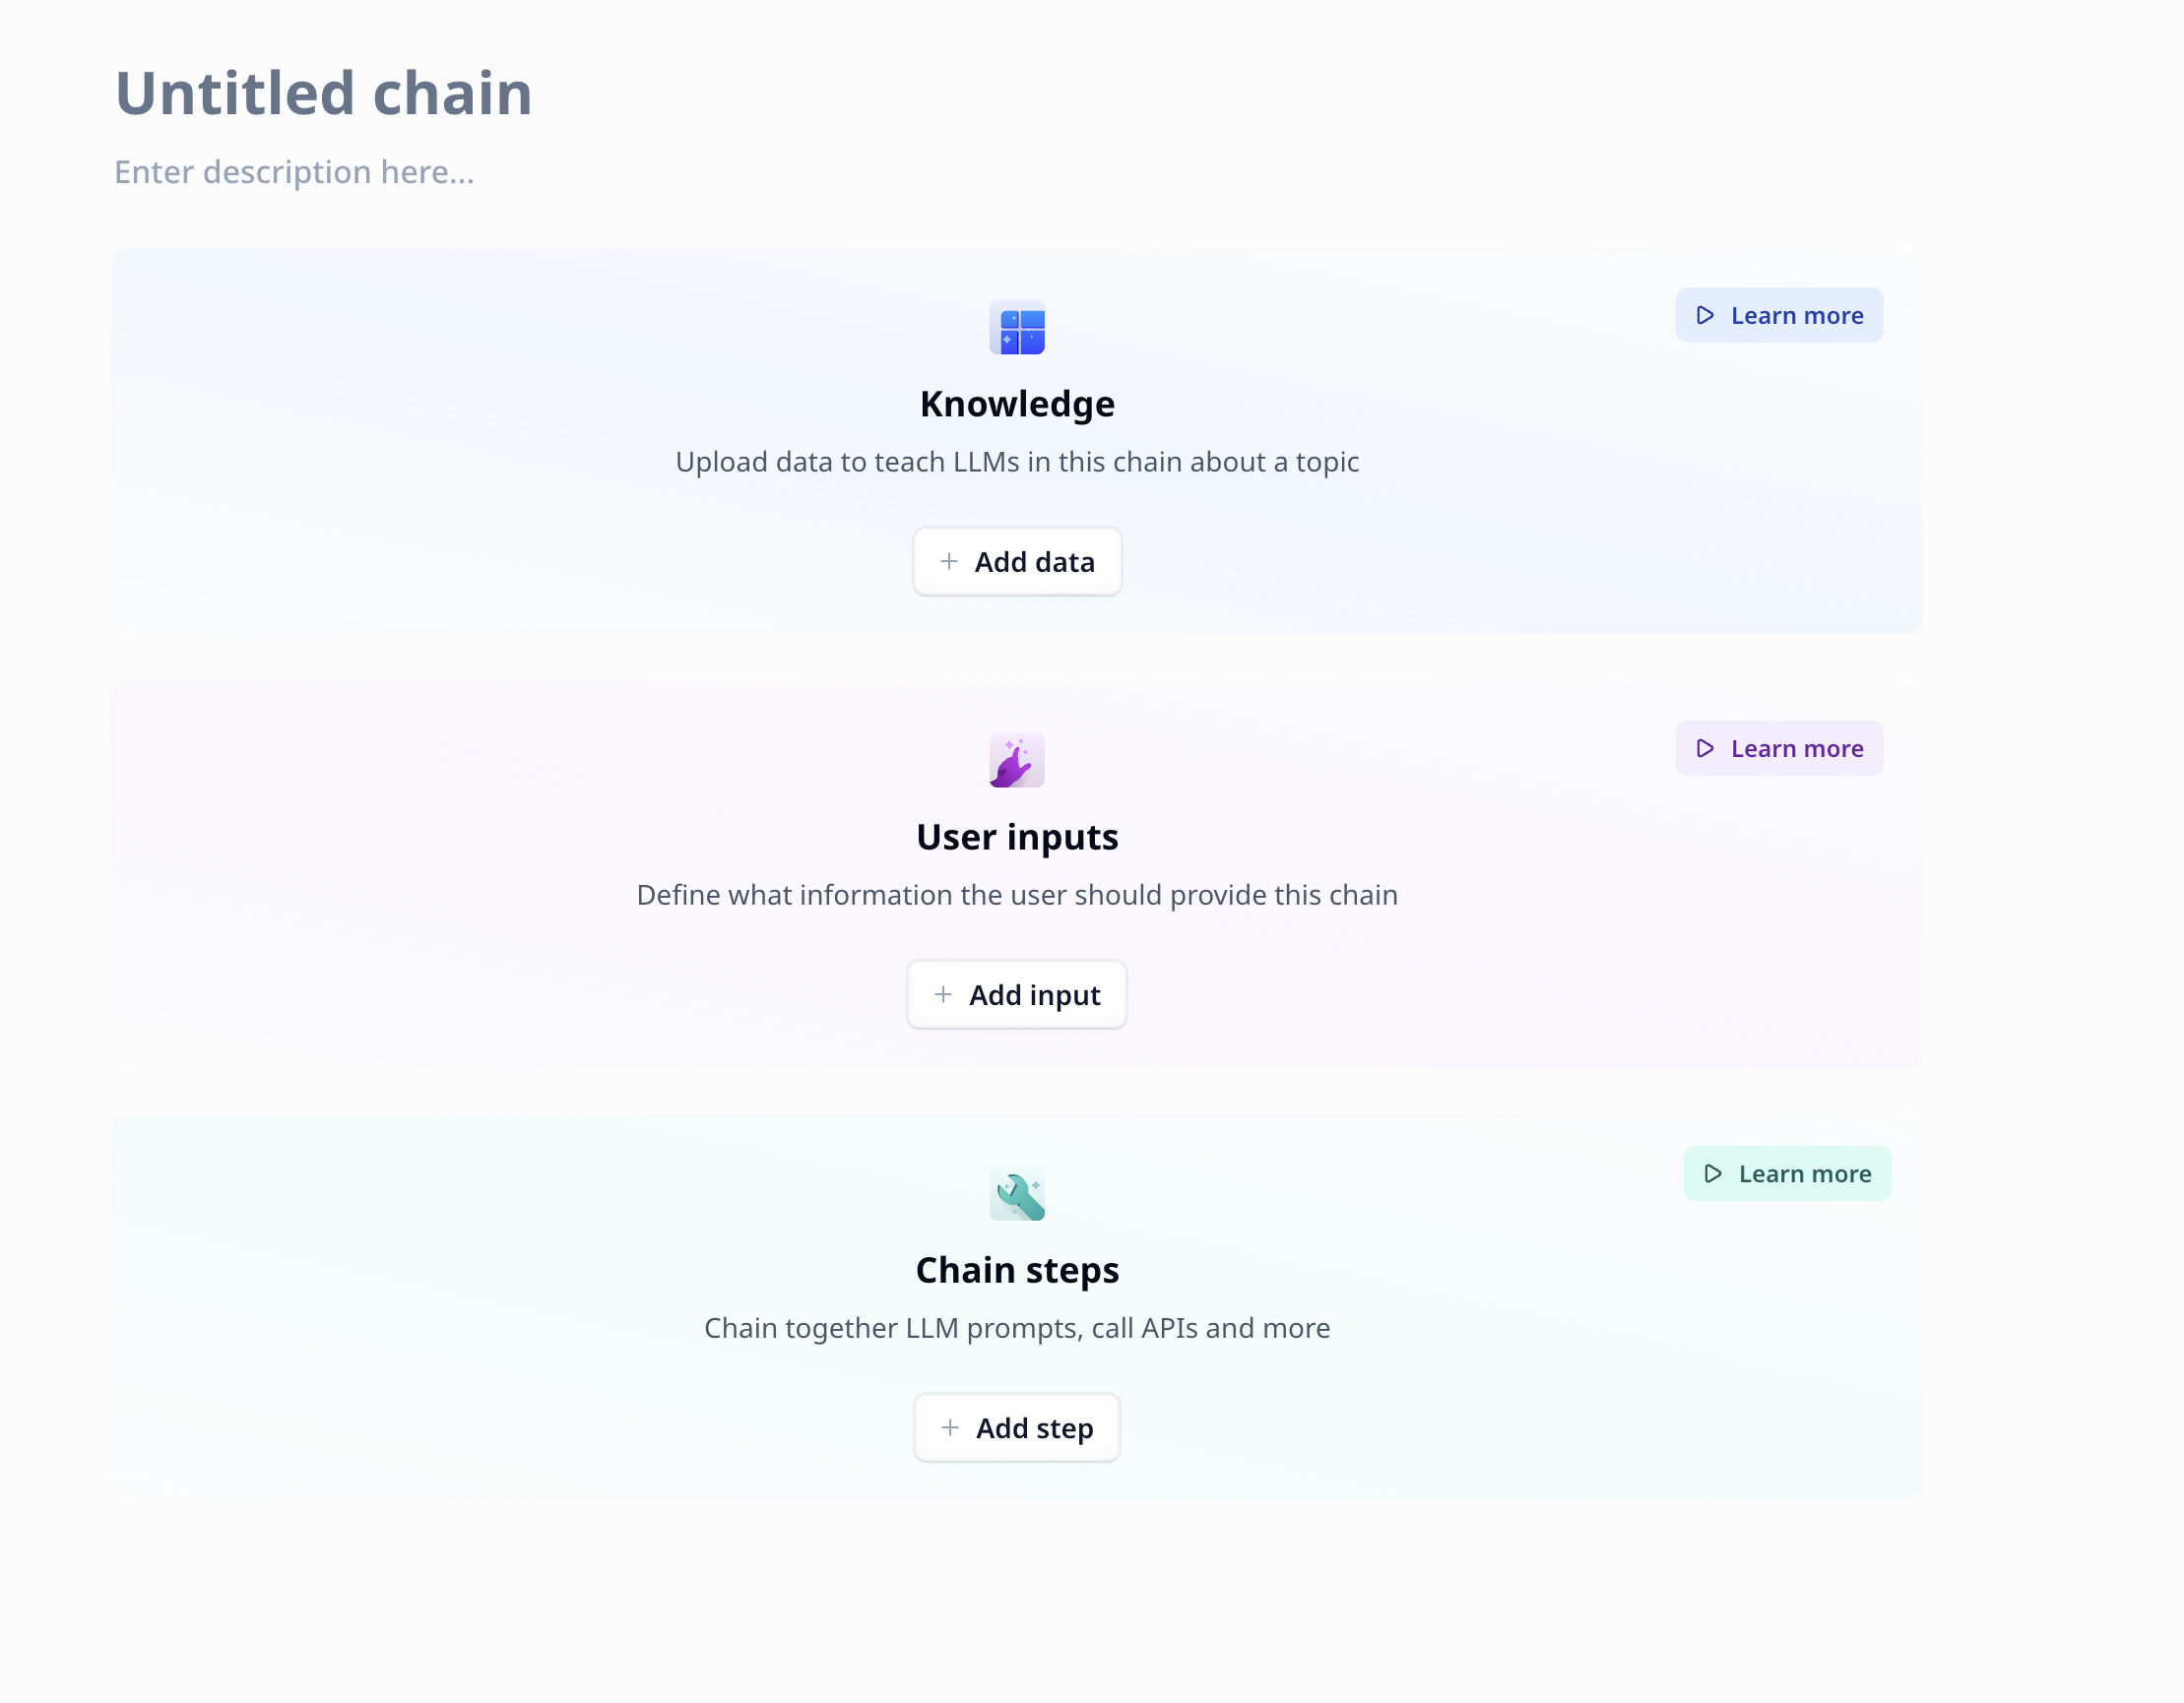 Untitled chain
Enter description here...
Learn more
Knowledge
Upload data to teach LLMs in this chain about a topic
Add data
Learn more
User inputs
Define what information the user should provide this chain
Add input
Learn more
Chain steps
Chain together LLM prompts, call APIs and more
Add step